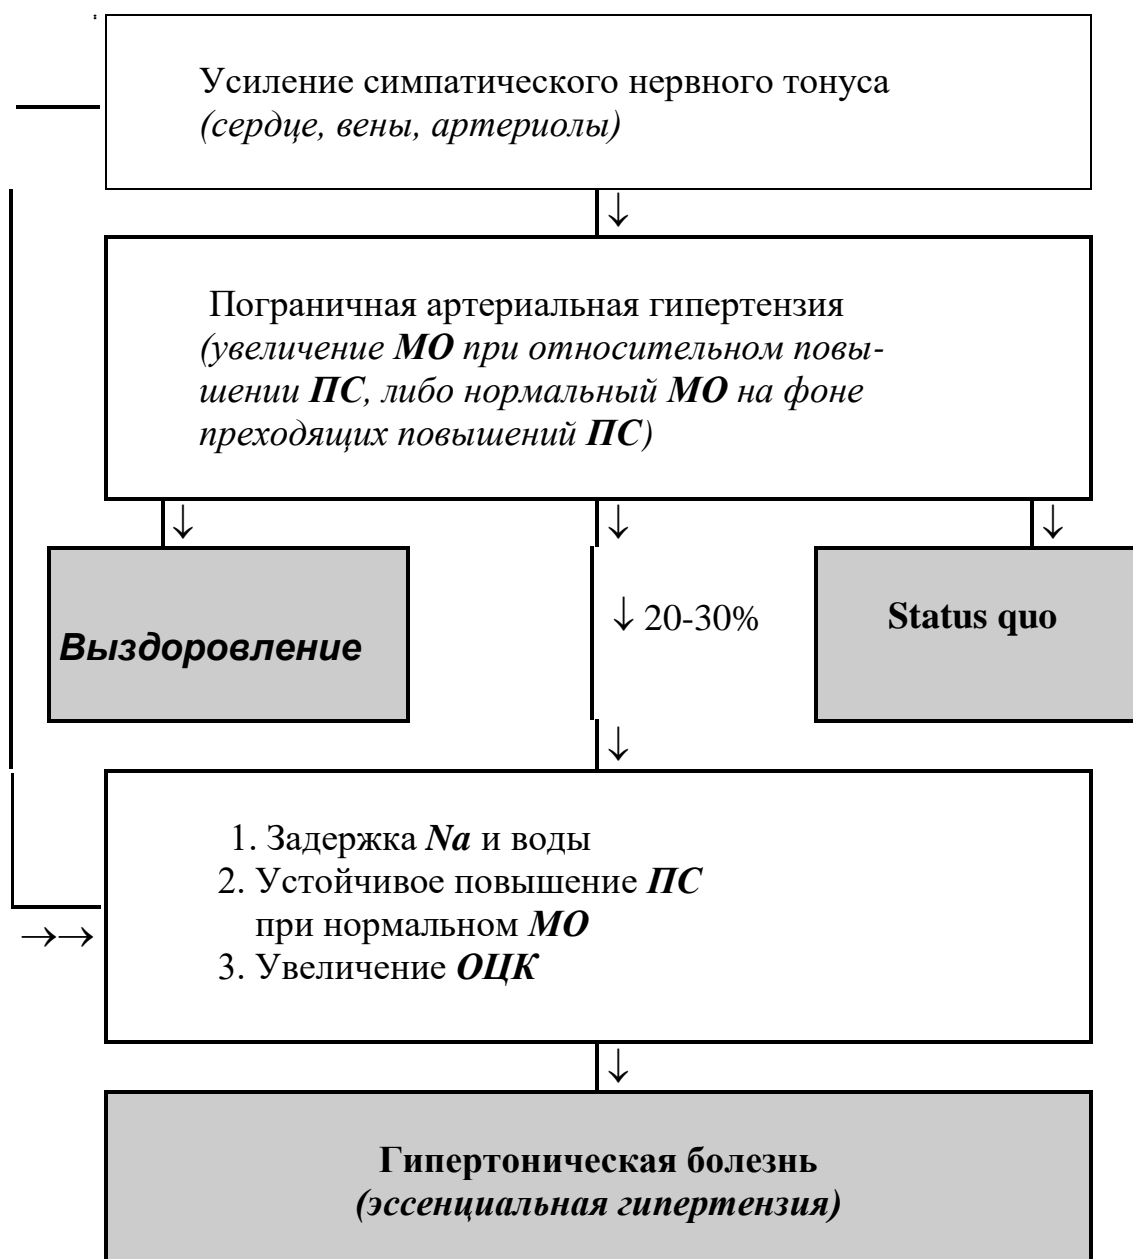 Усиление симпатического нервного тонуса
(сердце, вены, артериолы)
↓
Пограничная артериальная гипертензия
(увеличение МО при относительном повы-
шении ПС, либо нормальный МО на фоне
преходящих повышений ПС)
↓ ↓ ↓
Выздоровление
↓ 20-30%
Status quo
↓
1. Задержка Na и воды
2. Устойчивое повышение ПС
при нормальном МО
3. Увеличение ОЦК
→→
↓
Гипертоническая болезнь
(эссенциальная гипертензия)